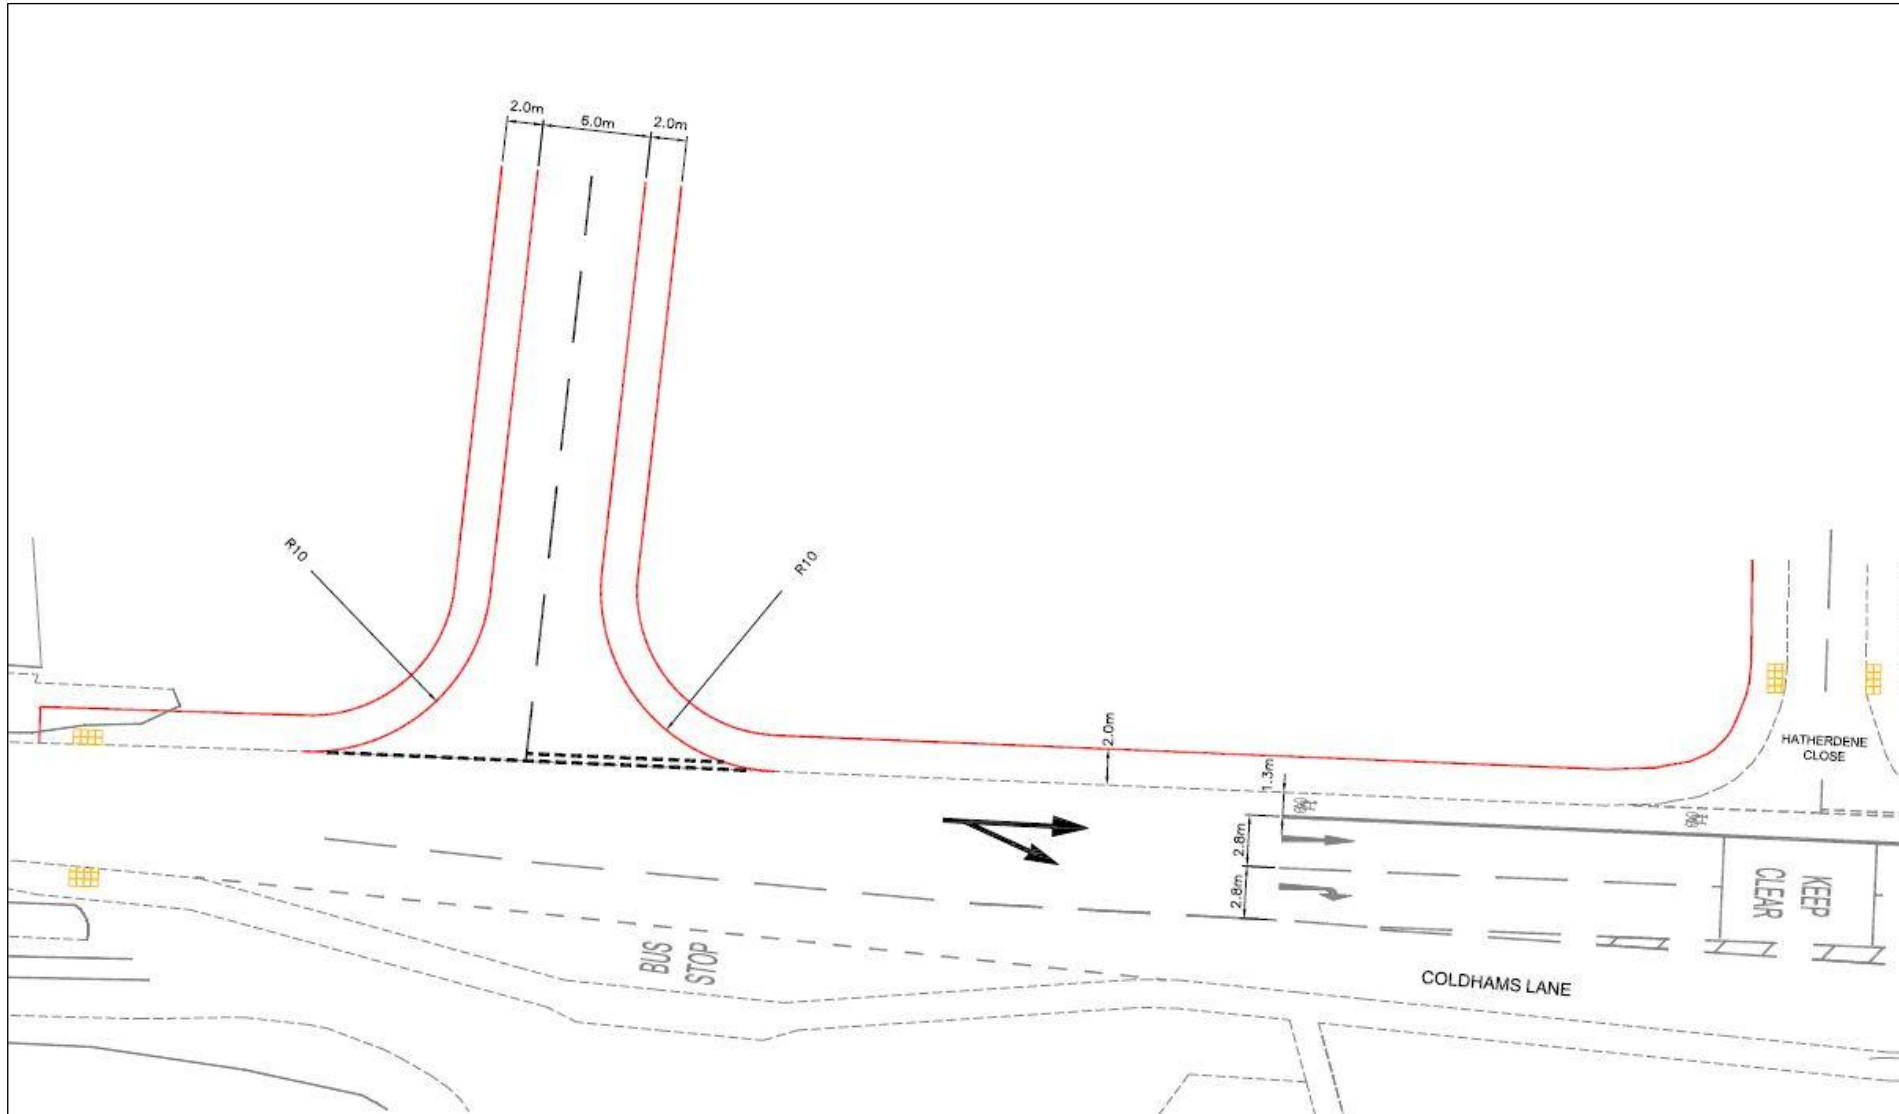 2.0m
6.0m
2.0m
R10
R10
2.0m
1.3m
HATHERDENE
CLOSE
2.8m
2.8m
KEEP
CLEAR
BUS
STOP
COLDHAMS LANE